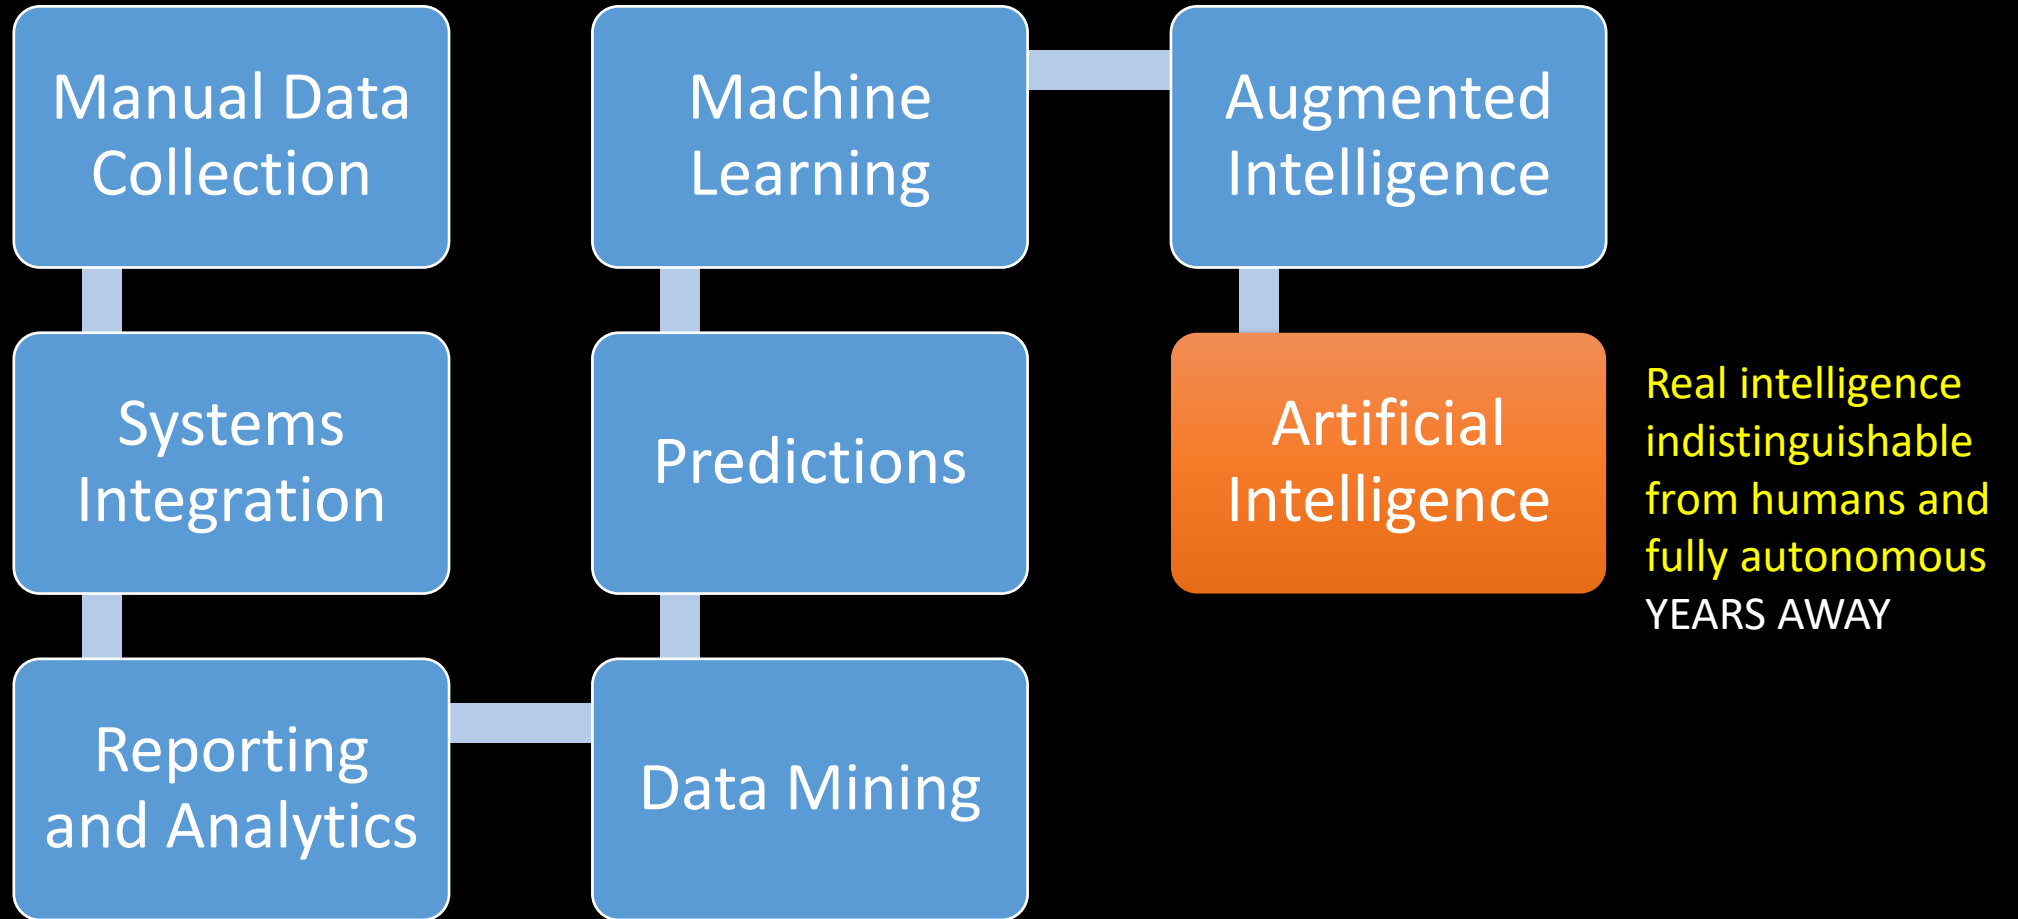 Manual Data
Collection
Systems
Integration
Reporting
and Analytics
Data Mining
Predictions
Machine
Learning
Augmented
Intelligence
Artificial
Intelligence
Real intelligence
indistinguishable
from humans and
fully autonomous
YEARS AWAY